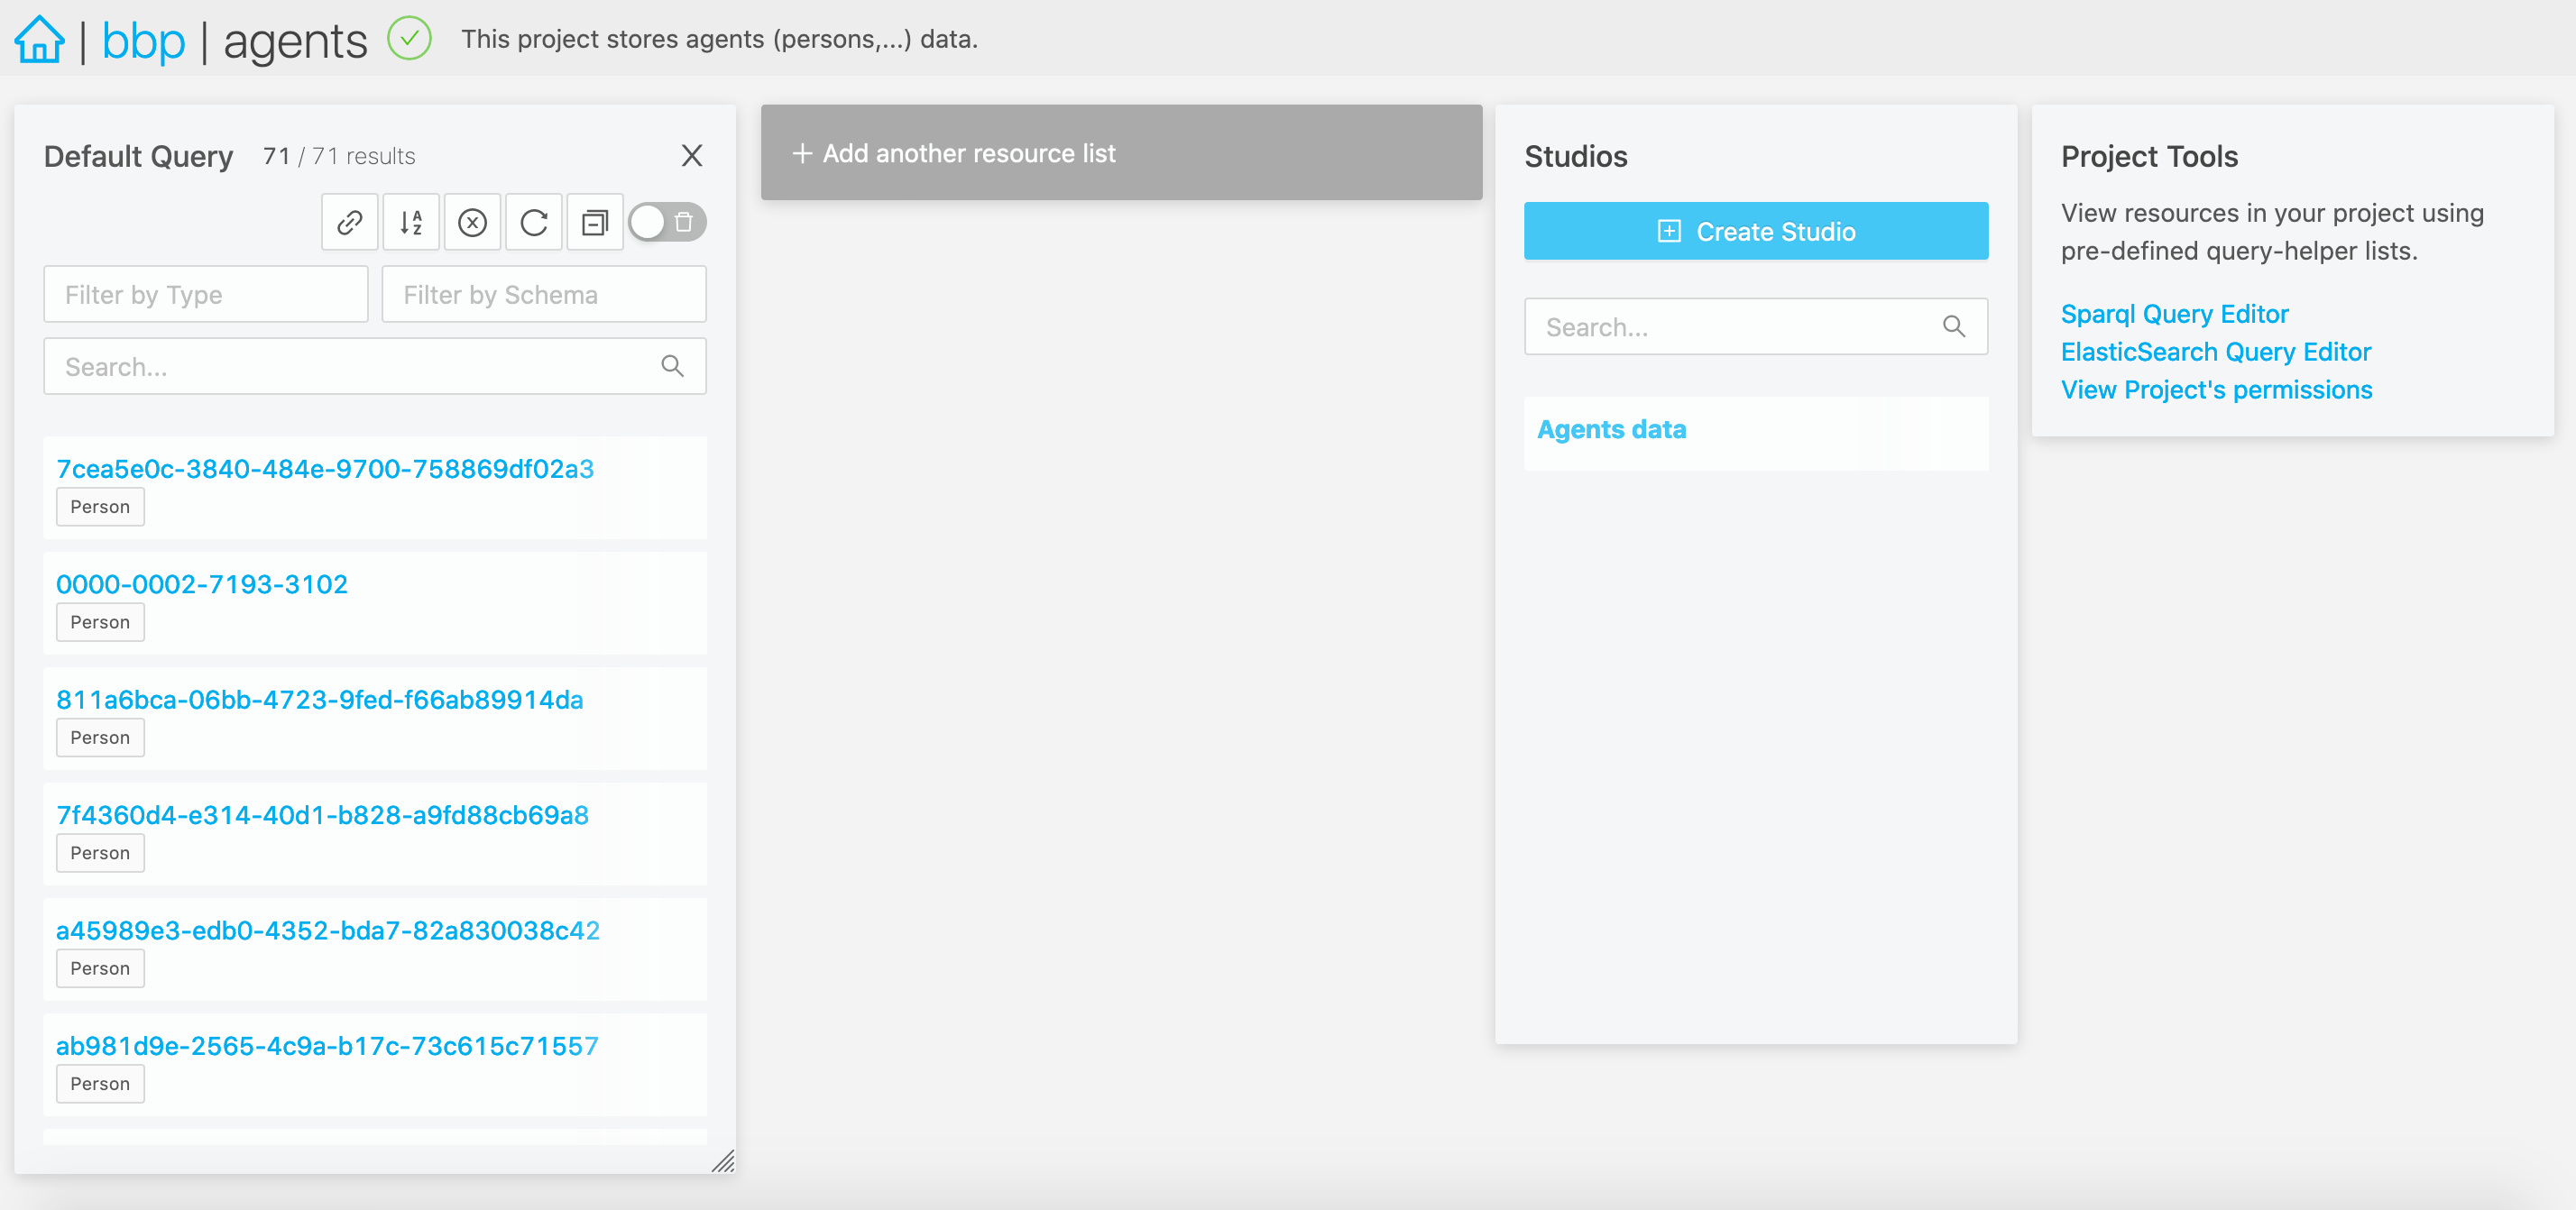 | bbp | agents This project stores agents (persons,...) data.
Default Query 71 / 71 results
Filter by Type Filter by Schema
Search...
7cea5e0c-3840-484e-9700-758869df02a3
Person
0000-0002-7193-3102
Person
811a6bca-06bb-4723-9fed-f66ab89914da
Person
7f4360d4-e314-40d1-b828-a9fd88cb69a8
Person
a45989e3-edb0-4352-bda7-82a830038c42
Person
ab981d9e-2565-4c9a-b17c-73c615c71557
Person
+ Add another resource list
Studios
Create Studio
Search...
Agents data
Project Tools
View resources in your project using
pre-defined query-helper lists.
Sparql Query Editor
ElasticSearch Query Editor
View Project's permissions